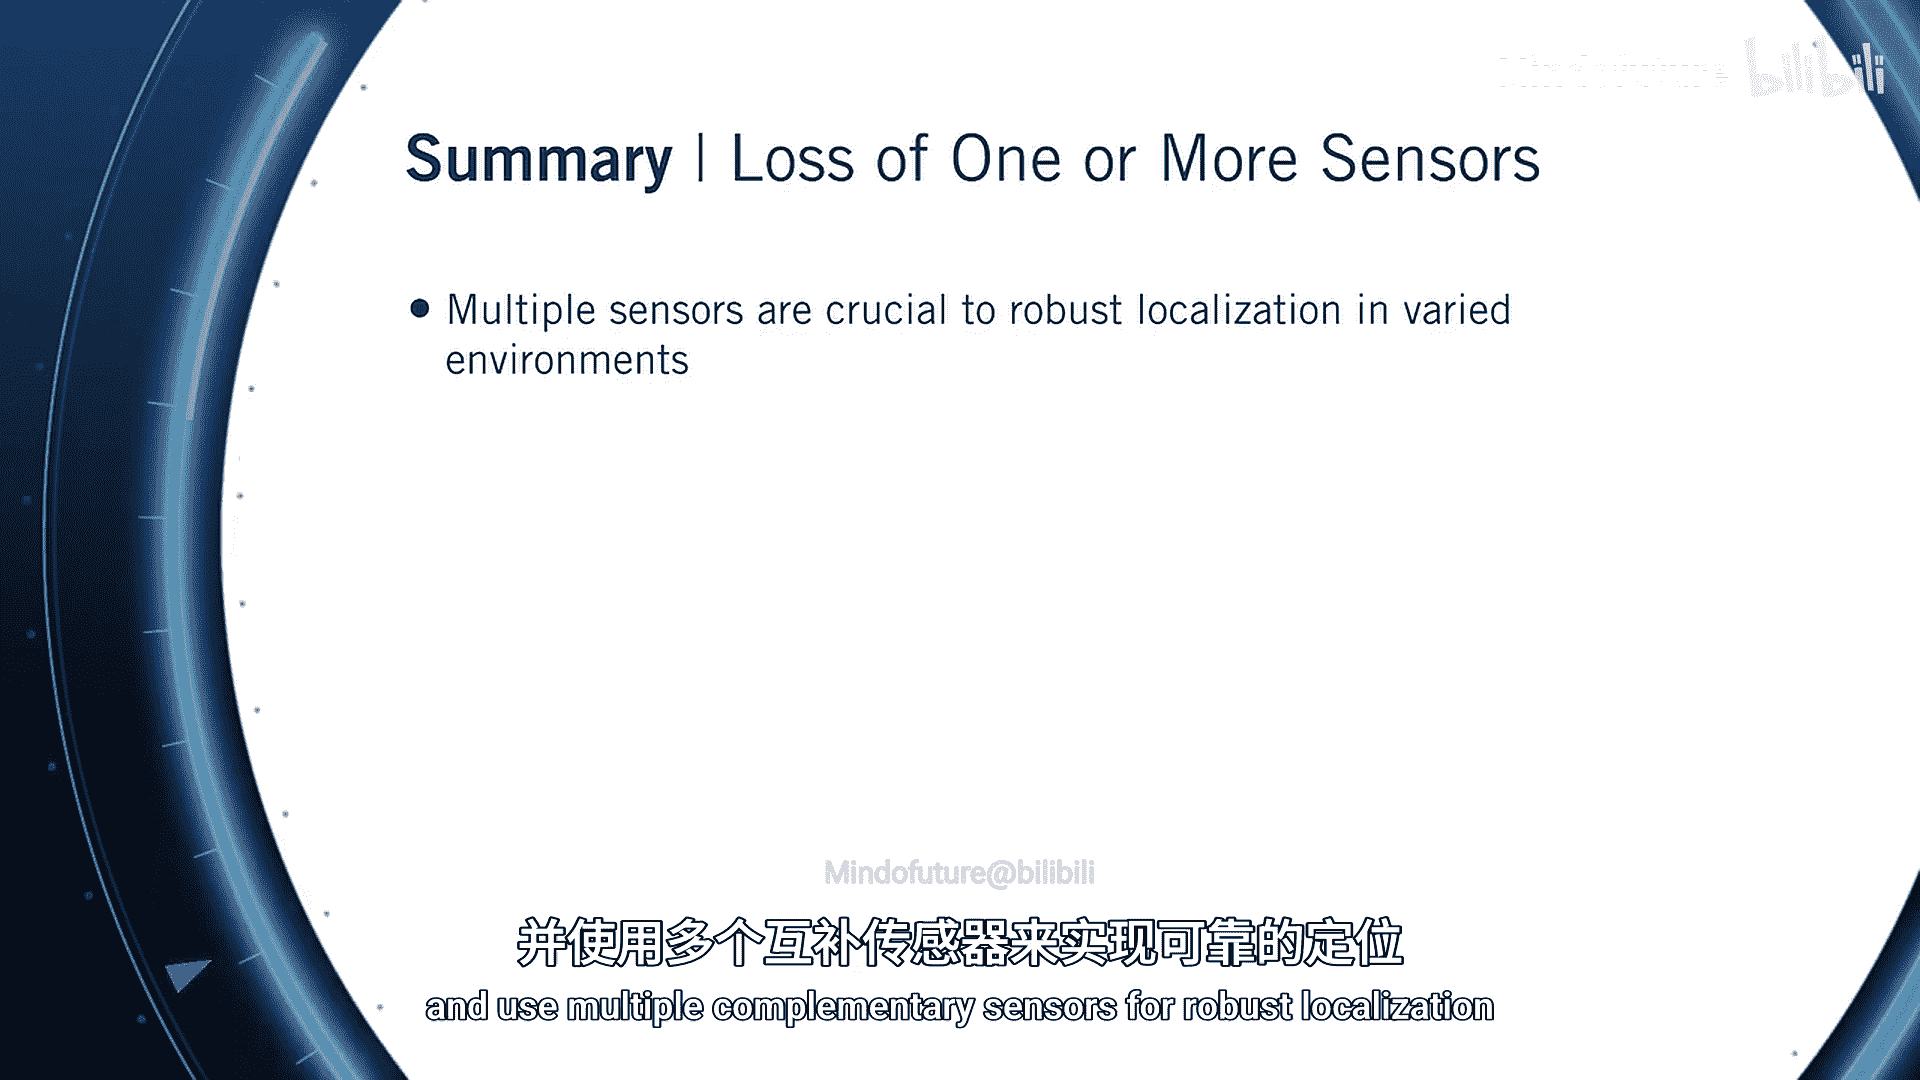 bilibili
Summary | Loss of One or More Sensors
● Multiple sensors are crucial to robust localization in varied
environments
Mindofuture@bilibili
并使用多个互补传感器来实现可靠的定位
and use multiple complementary sensors for robust localization